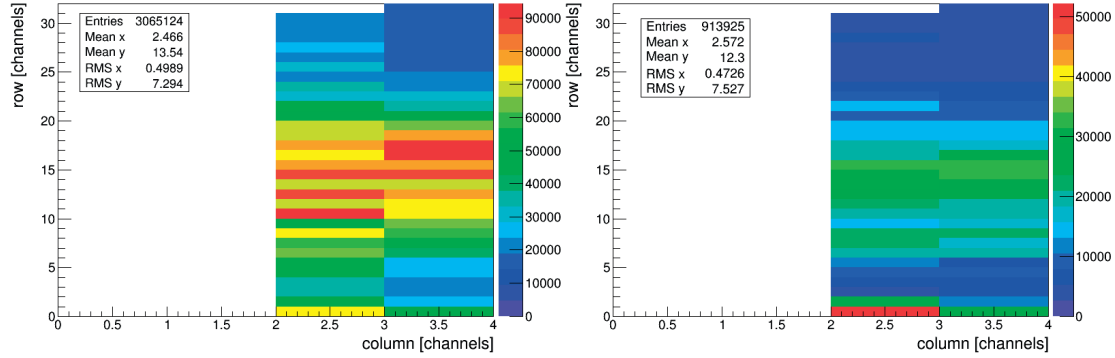 Entries 3065124
Mean x 2.466
Mean y 13.54
RMS x 0.4989
RMS y 7.294
row [channels]
30
25
20
15
10
5
0
0 0.5 1 1.5 2 2.5 3 3.5 4
column [channels]
90000
80000
70000
60000
50000
40000
30000
20000
10000
0
Entries 913925
Mean x 2.572
Mean y 12.3
RMS x 0.4726
RMS y 7.527
row [channels]
30
25
20
15
10
5
0
0 0.5 1 1.5 2 2.5 3 3.5 4
column [channels]
50000
40000
30000
20000
10000
0